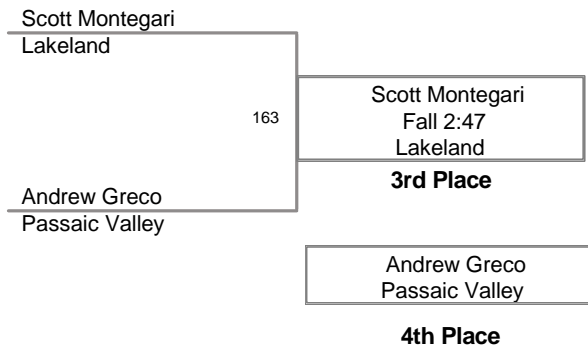 Scott Montegari
Lakeland
163
Scott Montegari
Fall 2:47
Lakeland
3rd Place
Andrew Greco
Passaic Valley
Andrew Greco
Passaic Valley
4th Place